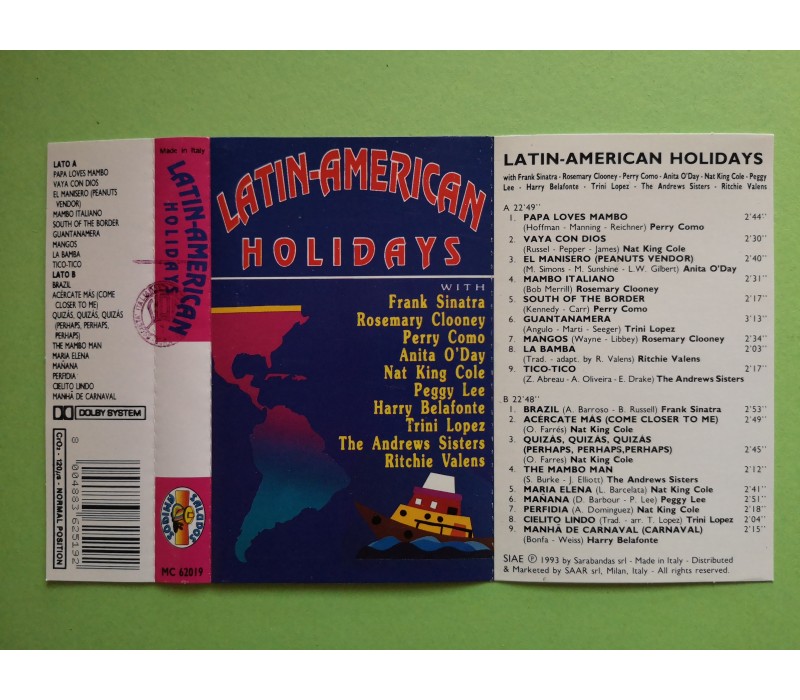 LATO A
PAPA LOVES MAMBO
VAYA CON DIOS
EL MANISERO (PEANUTS
VENDOR)
MAMBO ITALIANO
SOUTH OF THE BORDER
GUANTANAMERA
MANGOS
LA BAMBA
TICO-TICO
LATO B
BRAZIL
ACÉRCATE MÁS (COME
CLOSER TO ME)
QUIZÁS, QUIZÁS, QUIZÁS
(PERHAPS, PERHAPS,
PERHAPS)
THE MAMBO MAN
MARIA ELENA
MAÑANA
PERFIDIA
CIELITO LINDO
MANHÃ DE CARNAVAL
DOLBY SYSTEM
CrO2 - 120µs - NORMAL POSITION
8 004883 625192
Made in Italy
LATIN-AMERICAN
HOLIDAYS
MC 62019
LATIN-AMERICAN
HOLIDAYS
WITH
Frank Sinatra
Rosemary Clooney
Perry Como
Anita O'Day
Nat King Cole
Peggy Lee
Harry Belafonte
Trini Lopez
The Andrews Sisters
Ritchie Valens
LATIN-AMERICAN HOLIDAYS
with Frank Sinatra - Rosemary Clooney - Perry Como - Anita O'Day - Nat King Cole - Peggy
Lee - Harry Belafonte - Trini Lopez - The Andrews Sisters - Ritchie Valens
A 22'49"
1. PAPA LOVES MAMBO 2'44"
(Hoffman - Manning - Reichner) Perry Como
2. VAYA CON DIOS 2'30"
(Russel - Pepper - James) Nat King Cole
3. EL MANISERO (PEANUTS VENDOR) 2'40"
(M. Simons - M. Sunshine - L.W. Gilbert) Anita O'Day
4. MAMBO ITALIANO 2'31"
(Bob Merrill) Rosemary Clooney
5. SOUTH OF THE BORDER 2'17"
(Kennedy - Carr) Perry Como
6. GUANTANAMERA 3'13"
(Angulo - Marti - Seeger) Trini Lopez
7. MANGOS (Wayne - Libbey) Rosemary Clooney 2'34"
8. LA BAMBA 2'03"
(Trad. - adapt. by R. Valens) Ritchie Valens
9. TICO-TICO 2'17"
(Z. Abreau - A. Oliveira - E. Drake) The Andrews Sisters
B 22'48"
1. BRAZIL (A. Barroso - B. Russell) Frank Sinatra 2'53"
2. ACÉRCATE MÁS (COME CLOSER TO ME) 2'49"
(O. Farrés) Nat King Cole
3. QUIZÁS, QUIZÁS, QUIZÁS
(PERHAPS, PERHAPS,PERHAPS) 2'45"
(O. Farres) Nat King Cole
4. THE MAMBO MAN 2'12"
(S. Burke - J. Elliott) The Andrews Sisters
5. MARIA ELENA (L. Barcelata) Nat King Cole 2'41"
6. MAÑANA (D. Barbour - P. Lee) Peggy Lee 2'51"
7. PERFIDIA (A. Dominguez) Nat King Cole 2'18"
8. CIELITO LINDO (Trad. - arr. T. Lopez) Trini Lopez 2'04"
9. MANHÃ DE CARNAVAL (CARNAVAL) 2'15"
(Bonfa - Weiss) Harry Belafonte
SIAE ℗ 1993 by Sarabandas srl - Made in Italy - Distributed
& Marketed by SAAR srl, Milan, Italy - All rights reserved.